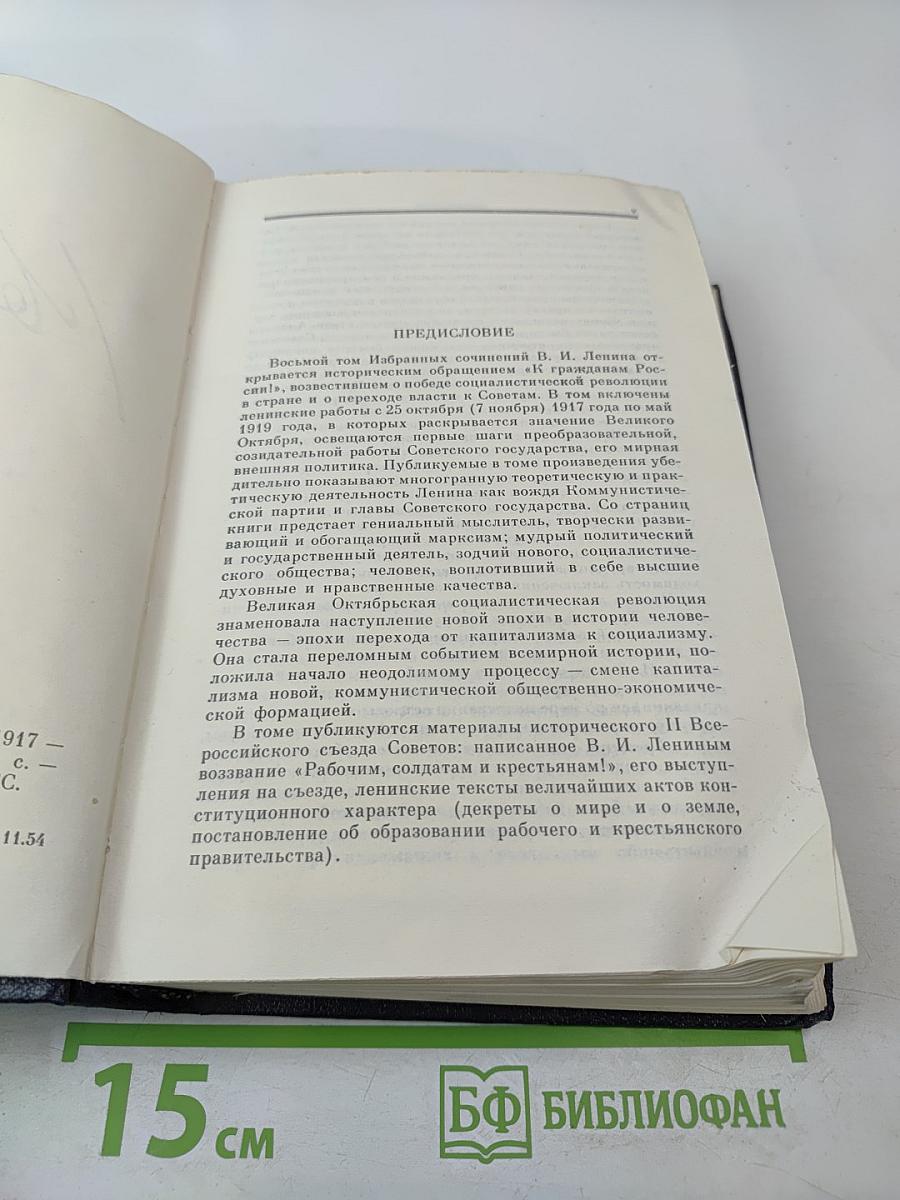 1917 —
с. —
С.
11.54
V
ПРЕДИСЛОВИЕ
Восьмой том Избранных сочинений В. И. Ленина от-
крывается историческим обращением «К гражданам Рос-
сии!», возвестившем о победе социалистической революции
в стране и о переходе власти к Советам. В том включены
ленинские работы с 25 октября (7 ноября) 1917 года по май
1919 года, в которых раскрывается значение Великого
Октября, освещаются первые шаги преобразовательной,
созидательной работы Советского государства, его мирная
внешняя политика. Публикуемые в томе произведения убе-
дительно показывают многогранную теоретическую и прак-
тическую деятельность Ленина как вождя Коммунистиче-
ской партии и главы Советского государства. Со страниц
книги предстает гениальный мыслитель, творчески разви-
вающий и обогащающий марксизм; мудрый политический
и государственный деятель, зодчий нового, социалистиче-
ского общества; человек, воплотивший в себе высшие
духовные и нравственные качества.
Великая Октябрьская социалистическая революция
знаменовала наступление новой эпохи в истории челове-
чества — эпохи перехода от капитализма к социализму.
Она стала переломным событием всемирной истории, по-
ложила начало неодолимому процессу — смене капита-
лизма новой, коммунистической общественно-экономиче-
ской формацией.
В томе публикуются материалы исторического II Все-
российского съезда Советов: написанное В. И. Лениным
воззвание «Рабочим, солдатам и крестьянам!», его выступ-
ления на съезде, ленинские тексты величайших актов кон-
ституционного характера (декреты о мире и о земле,
постановление об образовании рабочего и крестьянского
правительства).
15 см
БФ БИБЛИОФАН